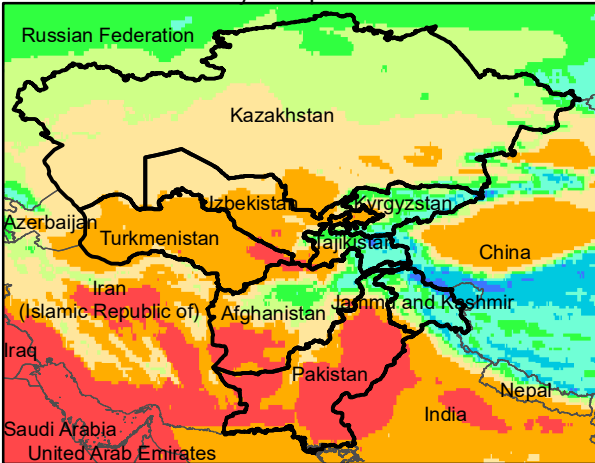 Russian Federation
Kazakhstan
Uzbekistan
Kyrgyzstan
Azerbaijan
Turkmenistan
Tajikistan
China
Iran
(Islamic Republic of)
Afghanistan
Jammu and Kashmir
Iraq
Pakistan
Nepal
India
Saudi Arabia
United Arab Emirates